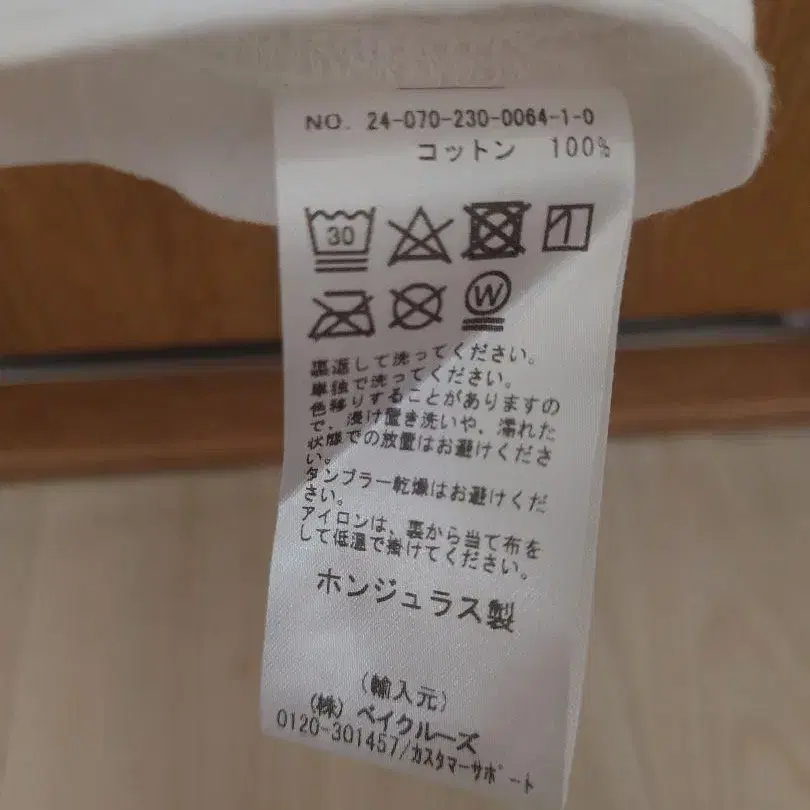 NO. 24-070-230-0064-1-0
コットン 100%
30
W
裏返して洗ってください。
単独で洗ってください。
色移りすることがありますの
で、浸け置き洗いや、濡れた
状態での放置はお避けくださ
い。
タンブラー乾燥はお避けくだ
さい。
アイロンは、裏から当て布を
して低温で掛けてください。
ホンジュラス製
(輸入元)
(株) ベイクルーズ
0120-301457/カスタマーサポート